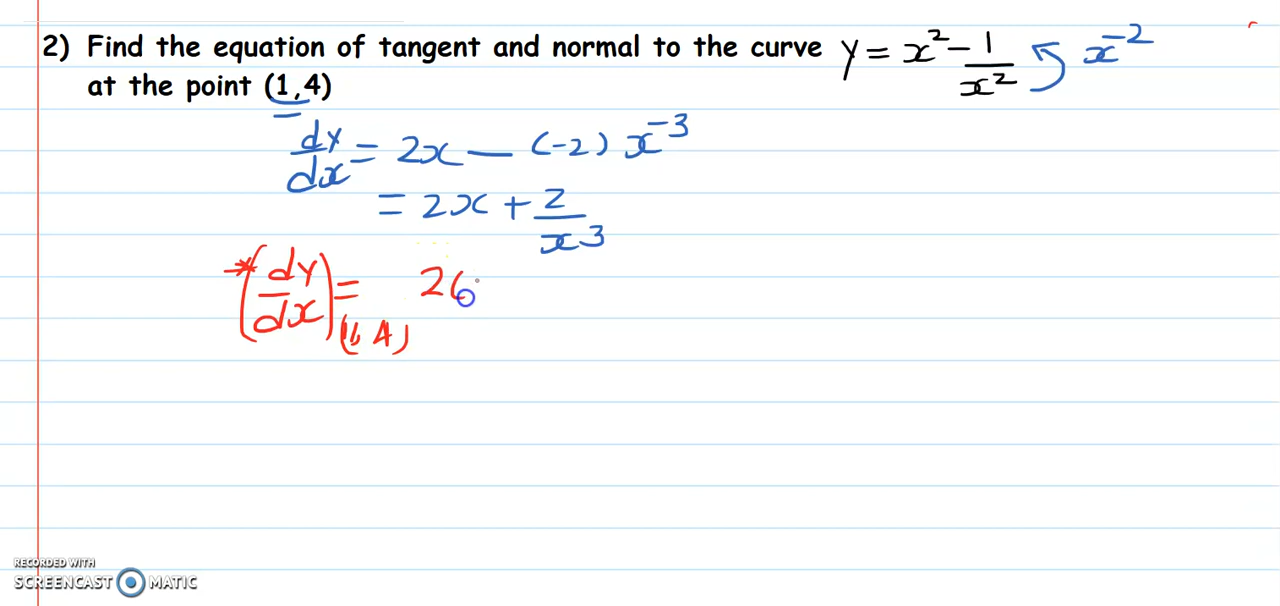 2) Find the equation of tangent and normal to the curve y = x² - 1/x² x⁻²
at the point (1,4)
dy/dx = 2x - (-2) x⁻³
= 2x + 2/x³
(dy/dx)(1, 4) = 2(
RECORDED WITH
SCREENCAST MATIC